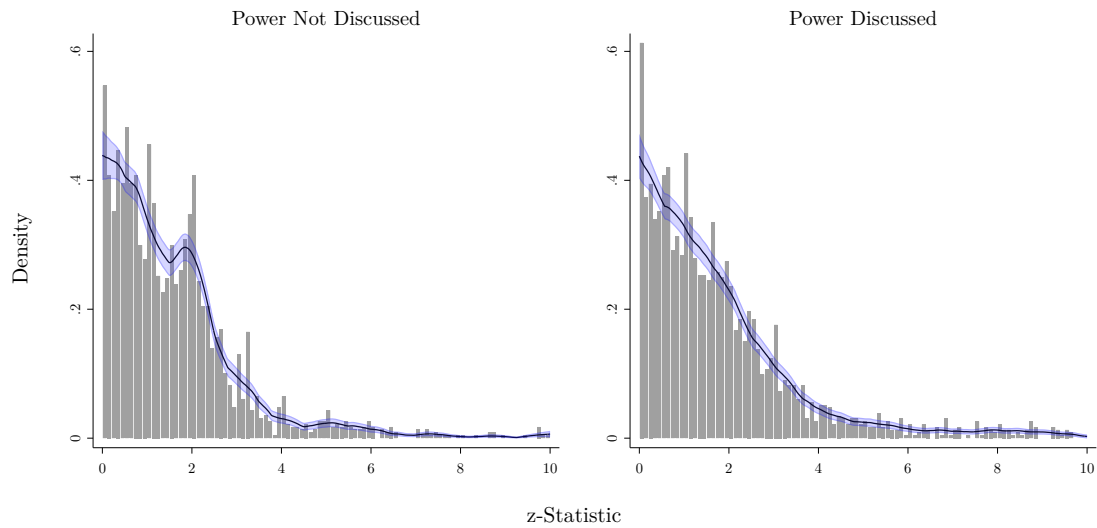 Power Not Discussed
Power Discussed
Density
.6
.4
.2
0
0 2 4 6 8 10
.6
.4
.2
0
0 2 4 6 8 10
z-Statistic